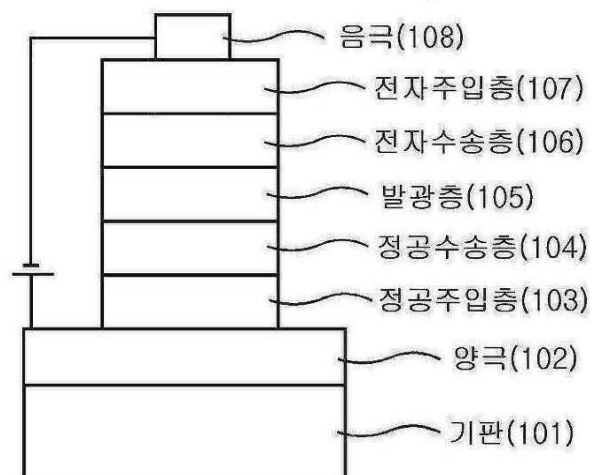 음극(108)
전자주입층(107)
전자수송층(106)
발광층(105)
정공수송층(104)
정공주입층(103)
양극(102)
기판(101)